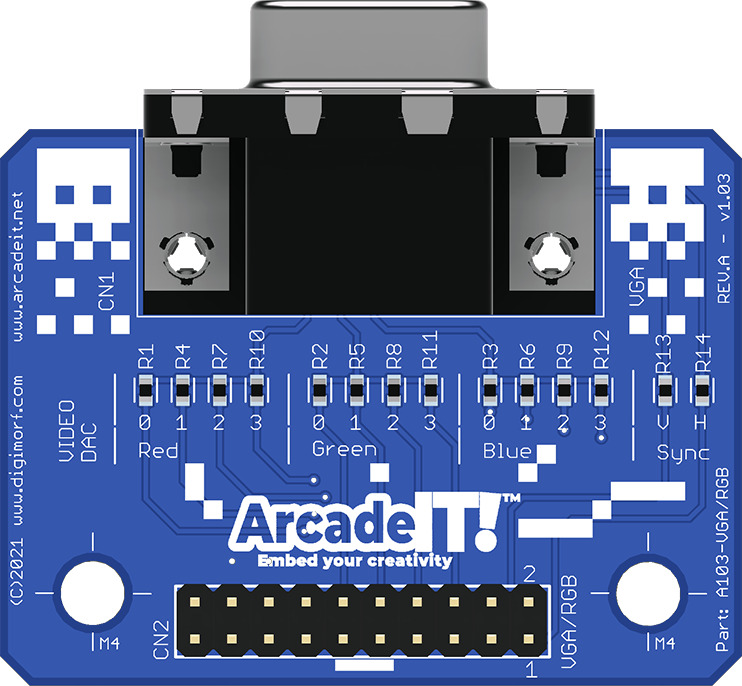 www.arcadeit.net
CN1
VGA
REV.A - v1.03
R1 R4 R7 R10 R2 R5 R8 R11 R3 R6 R9 R12 R13 R14
VIDEO
DAC
0 1 2 3 0 1 2 3 0 1 2 3 V H
Red Green Blue Sync
ArcadeIT!™
Embed your creativity
(C)2021 www.digimorf.com
Part: A103-VGA/RGB
M4
CN2
2
1
VGA/RGB
M4